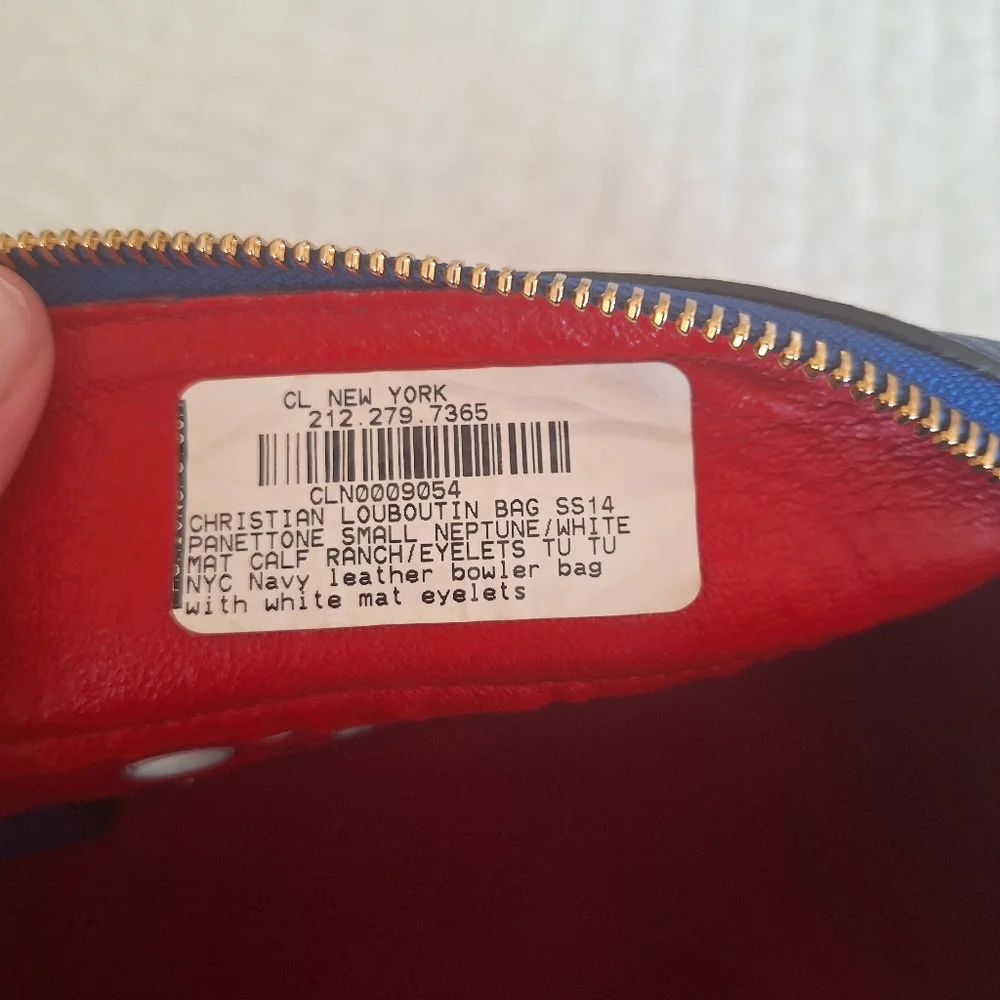 CL NEW YORK
212.279.7365
CLN0009054
CHRISTIAN LOUBOUTIN BAG SS14
PANETTONE SMALL NEPTUNE/WHITE
MAT CALF RANCH/EYELETS TU TU
NYC Navy leather bowler bag
with white mat eyelets